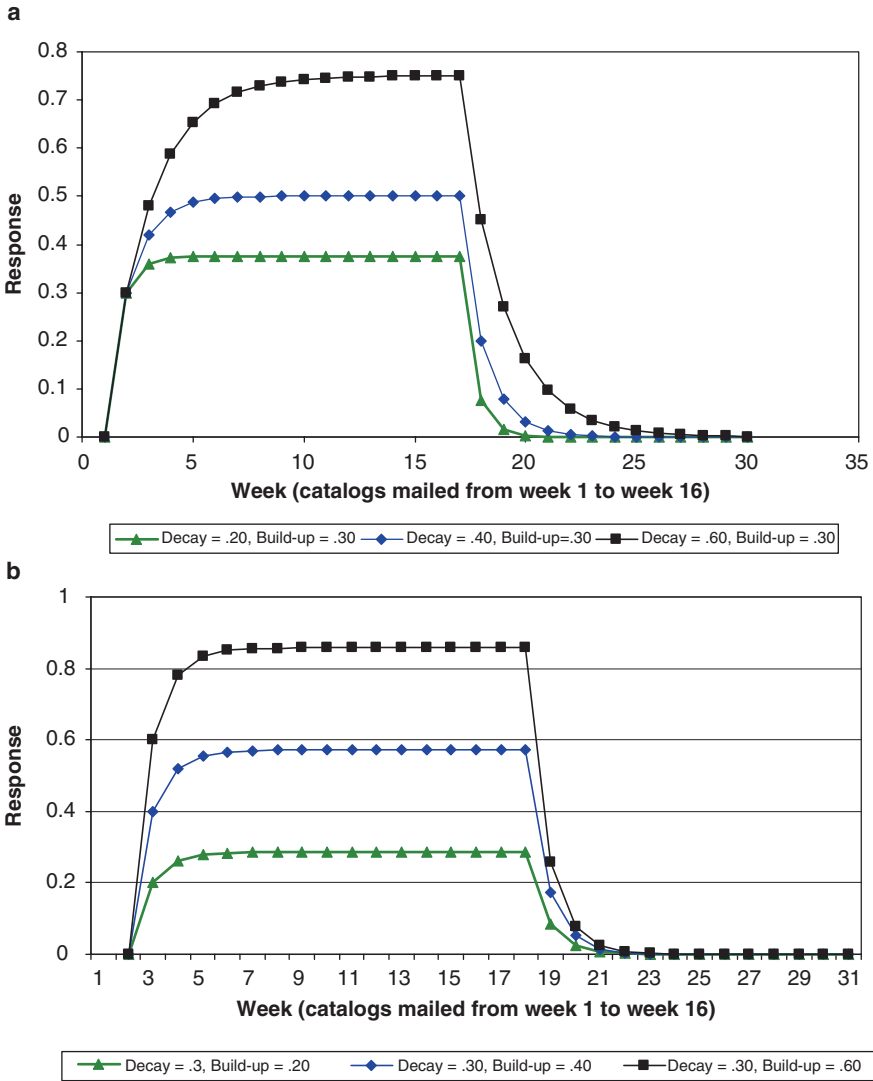 a
0.8
0.7
0.6
0.5
0.4
0.3
0.2
0.1
0
Response
0 5 10 15 20 25 30 35
Week (catalogs mailed from week 1 to week 16)
Decay = .20, Build-up = .30 Decay = .40, Build-up=.30 Decay = .60, Build-up = .30
b
1
0.8
0.6
0.4
0.2
0
Response
1 3 5 7 9 11 13 15 17 19 21 23 25 27 29 31
Week (catalogs mailed from week 1 to week 16)
Decay = .3, Build-up = .20 Decay = .30, Build-up = .40 Decay = .30, Build-up = .60